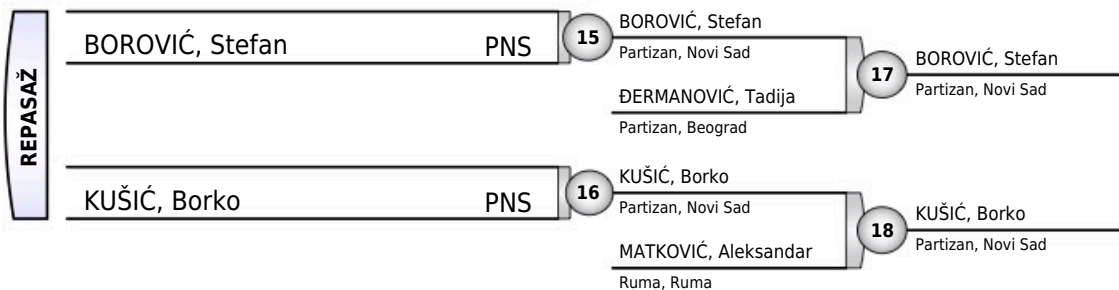 REPASAŽ
BOROVIĆ, Stefan PNS
15
BOROVIĆ, Stefan
Partizan, Novi Sad
ĐERMANOVIĆ, Tadija
Partizan, Beograd
17
BOROVIĆ, Stefan
Partizan, Novi Sad
KUŠIĆ, Borko PNS
16
KUŠIĆ, Borko
Partizan, Novi Sad
MATKOVIĆ, Aleksandar
Ruma, Ruma
18
KUŠIĆ, Borko
Partizan, Novi Sad